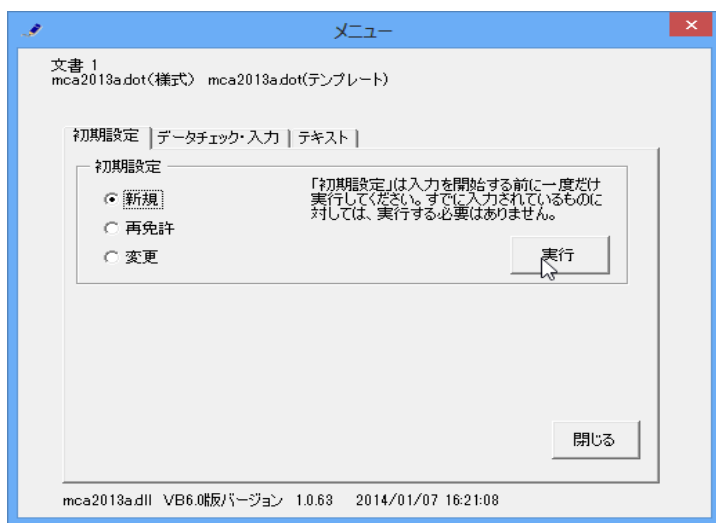 メニュー
文書 1
mca2013a.dot(様式) mca2013a.dot(テンプレート)
初期設定 データチェック・入力 テキスト
初期設定
新規
再免許
変更
「初期設定」は入力を開始する前に一度だけ
実行してください。すでに入力されているものに
対しては、実行する必要はありません。
実行
閉じる
mca2013a.dll VB6.0版バージョン 1.0.63 2014/01/07 16:21:08